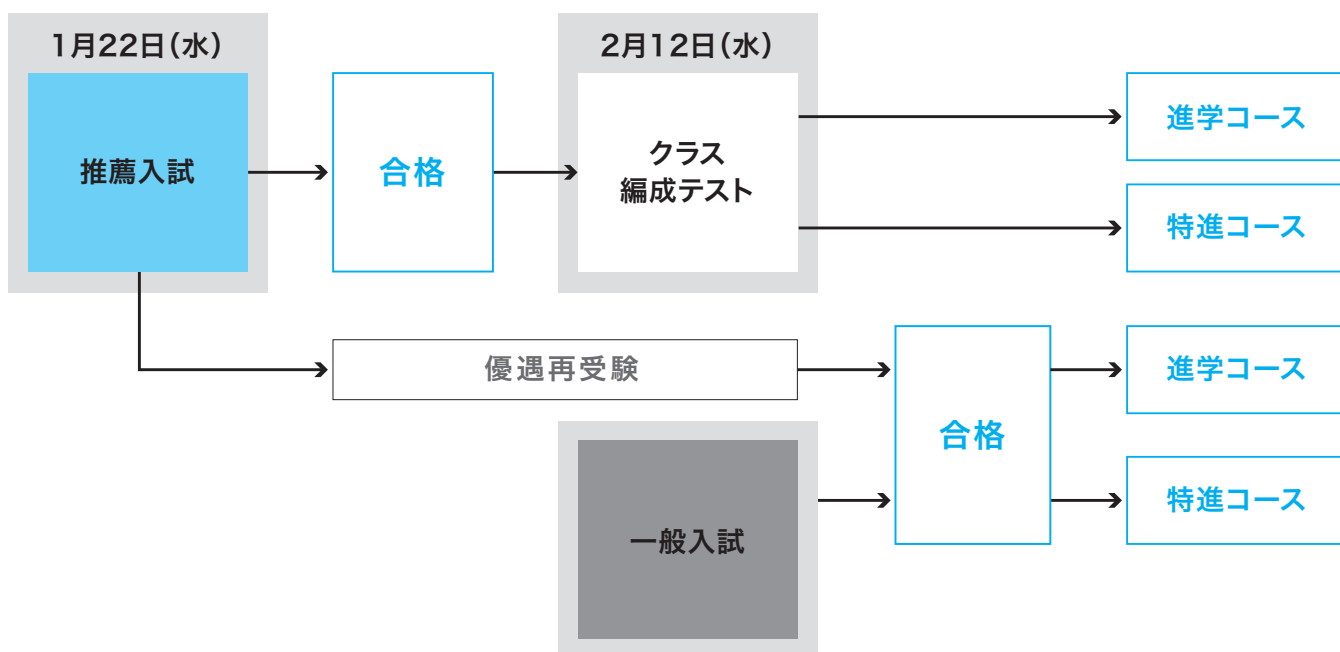 1月22日（水）
2月12日（水）
推薦入試
合格
クラス
編成テスト
進学コース
特進コース
優遇再受験
合格
進学コース
特進コース
一般入試